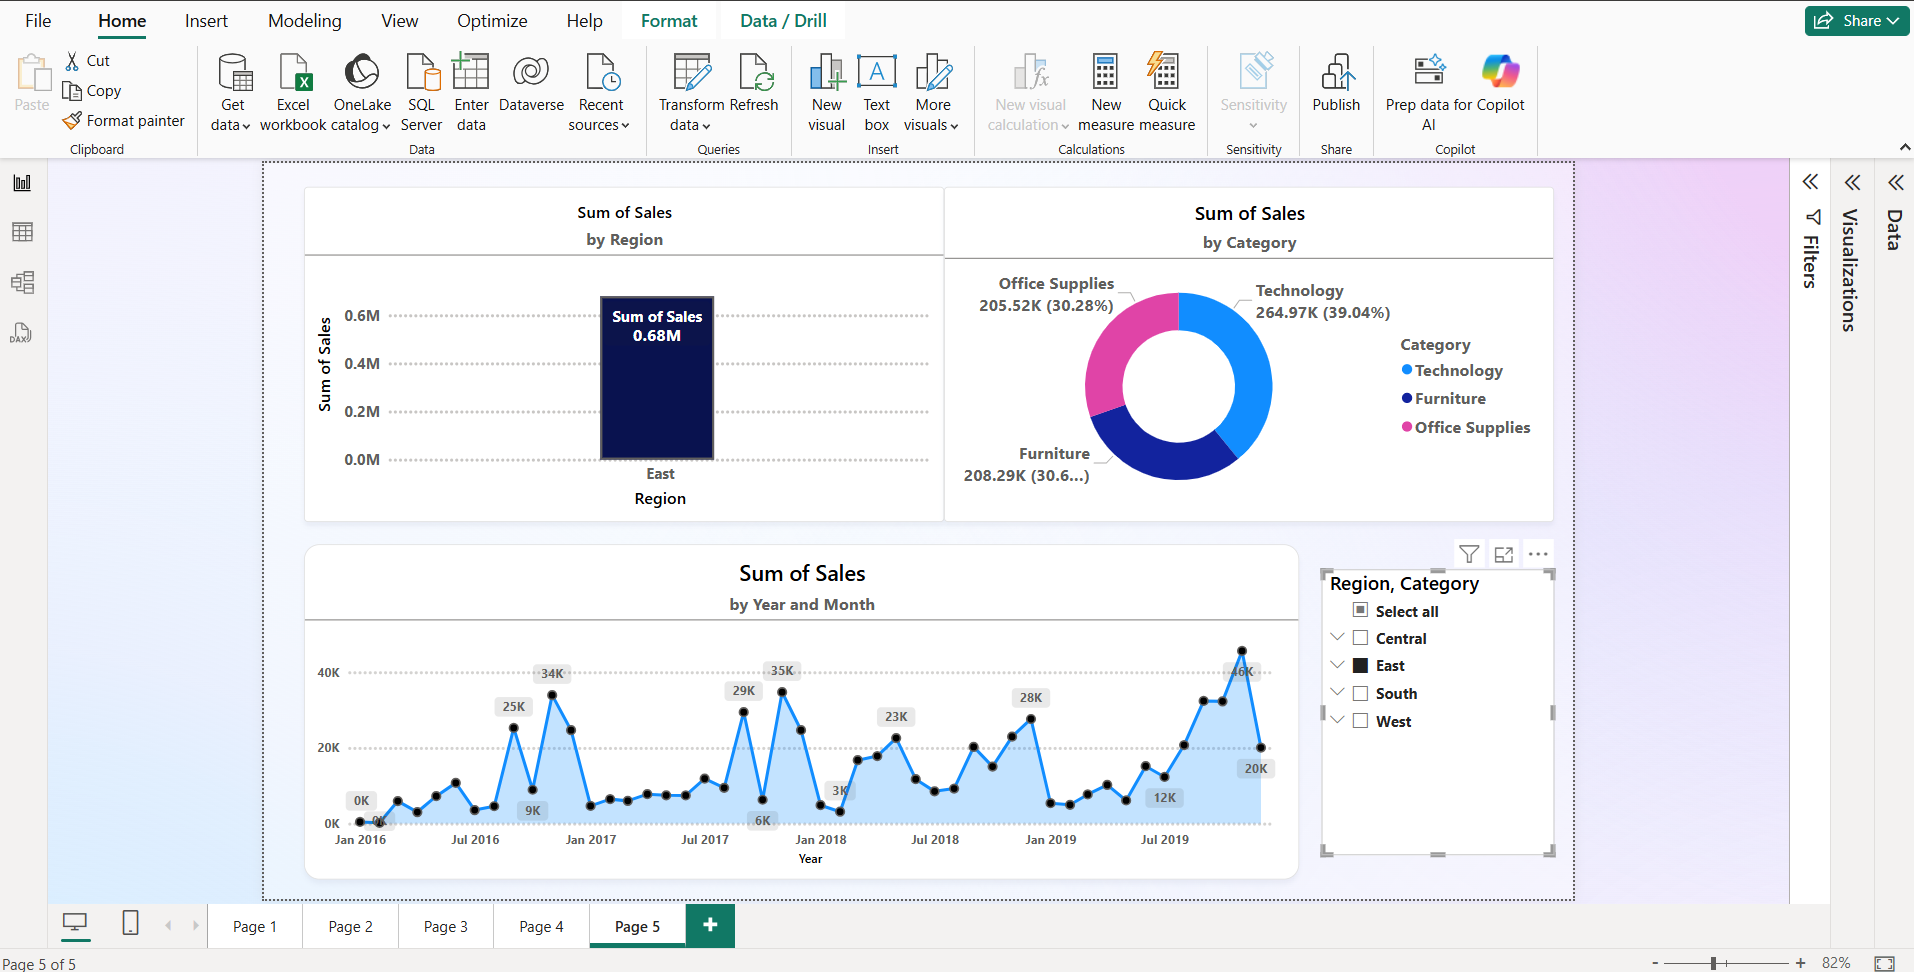 File Home Insert Modeling View Optimize Help Format Data / Drill Share
Paste
Cut
Copy
Format painter
Clipboard
Get data
Excel workbook
OneLake catalog
SQL Server
Enter data
Dataverse
Recent sources
Data
Transform data
Refresh
Queries
New visual
A
Text box
More visuals
Insert
fx
New visual calculation
New measure
Quick measure
Calculations
Sensitivity
Sensitivity
Publish
Share
Prep data for AI
Copilot
Copilot
DAX
Sum of Sales
by Region
Sum of Sales
0.6M
0.4M
0.2M
0.0M
Sum of Sales
0.68M
East
Region
Sum of Sales
by Category
Office Supplies
205.52K (30.28%)
Technology
264.97K (39.04%)
Furniture
208.29K (30.6...)
Category
Technology
Furniture
Office Supplies
Sum of Sales
by Year and Month
40K
20K
0K
0K
0K
25K
9K
34K
29K
6K
35K
3K
23K
28K
12K
46K
20K
Jan 2016 Jul 2016 Jan 2017 Jul 2017 Jan 2018 Jul 2018 Jan 2019 Jul 2019
Year
Region, Category
Select all
Central
East
South
West
Filters
Visualizations
Data
Page 1 Page 2 Page 3 Page 4 Page 5 +
Page 5 of 5
- + 82%